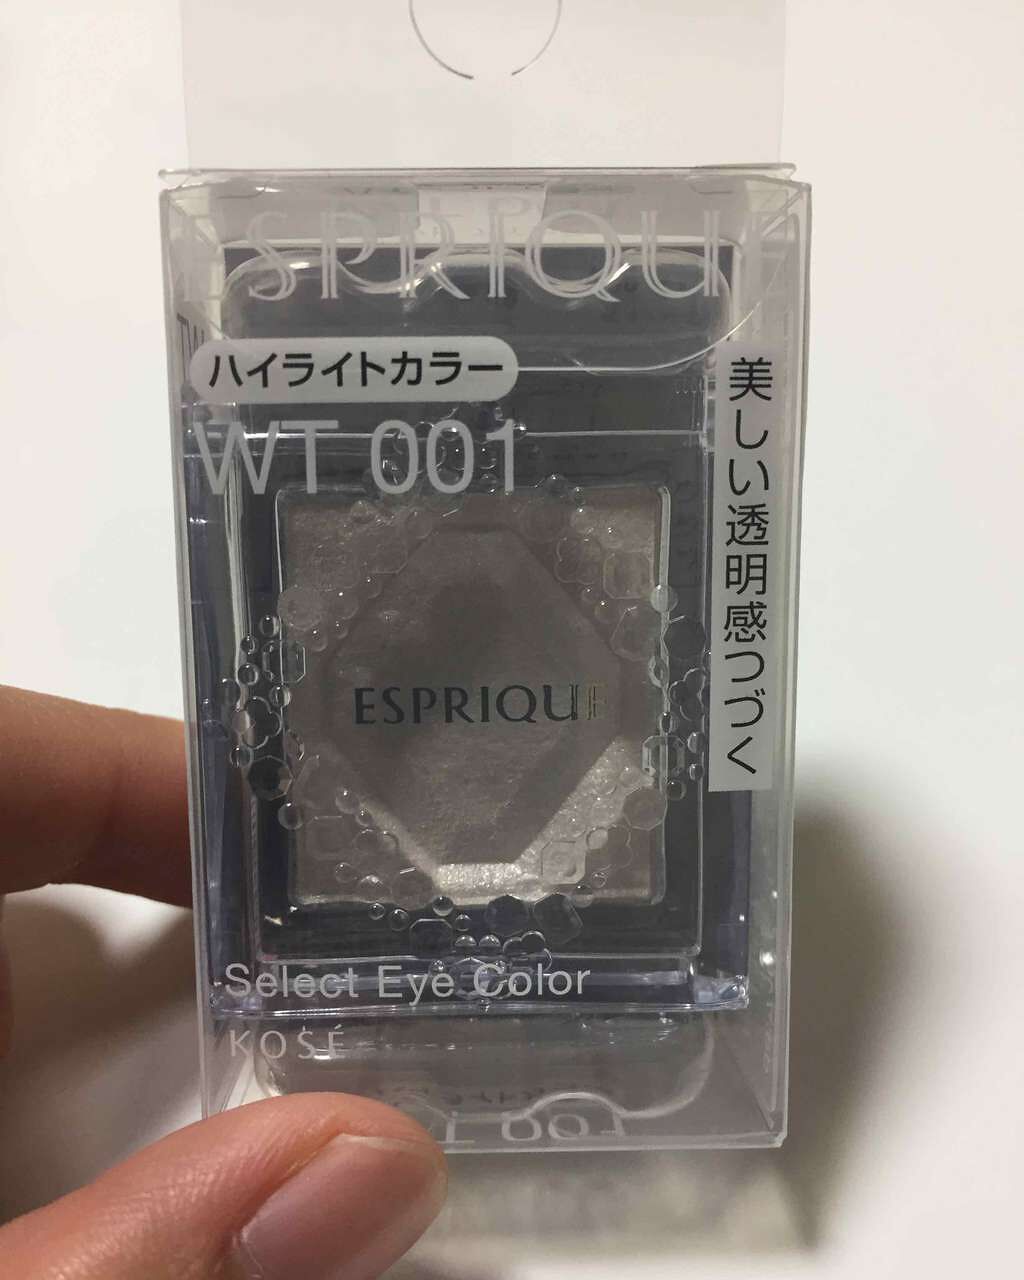 ESPRIQUE
ハイライトカラー
WT 001
美しい透明感つづく
ESPRIQUE
Select Eye Color
KOSÉ